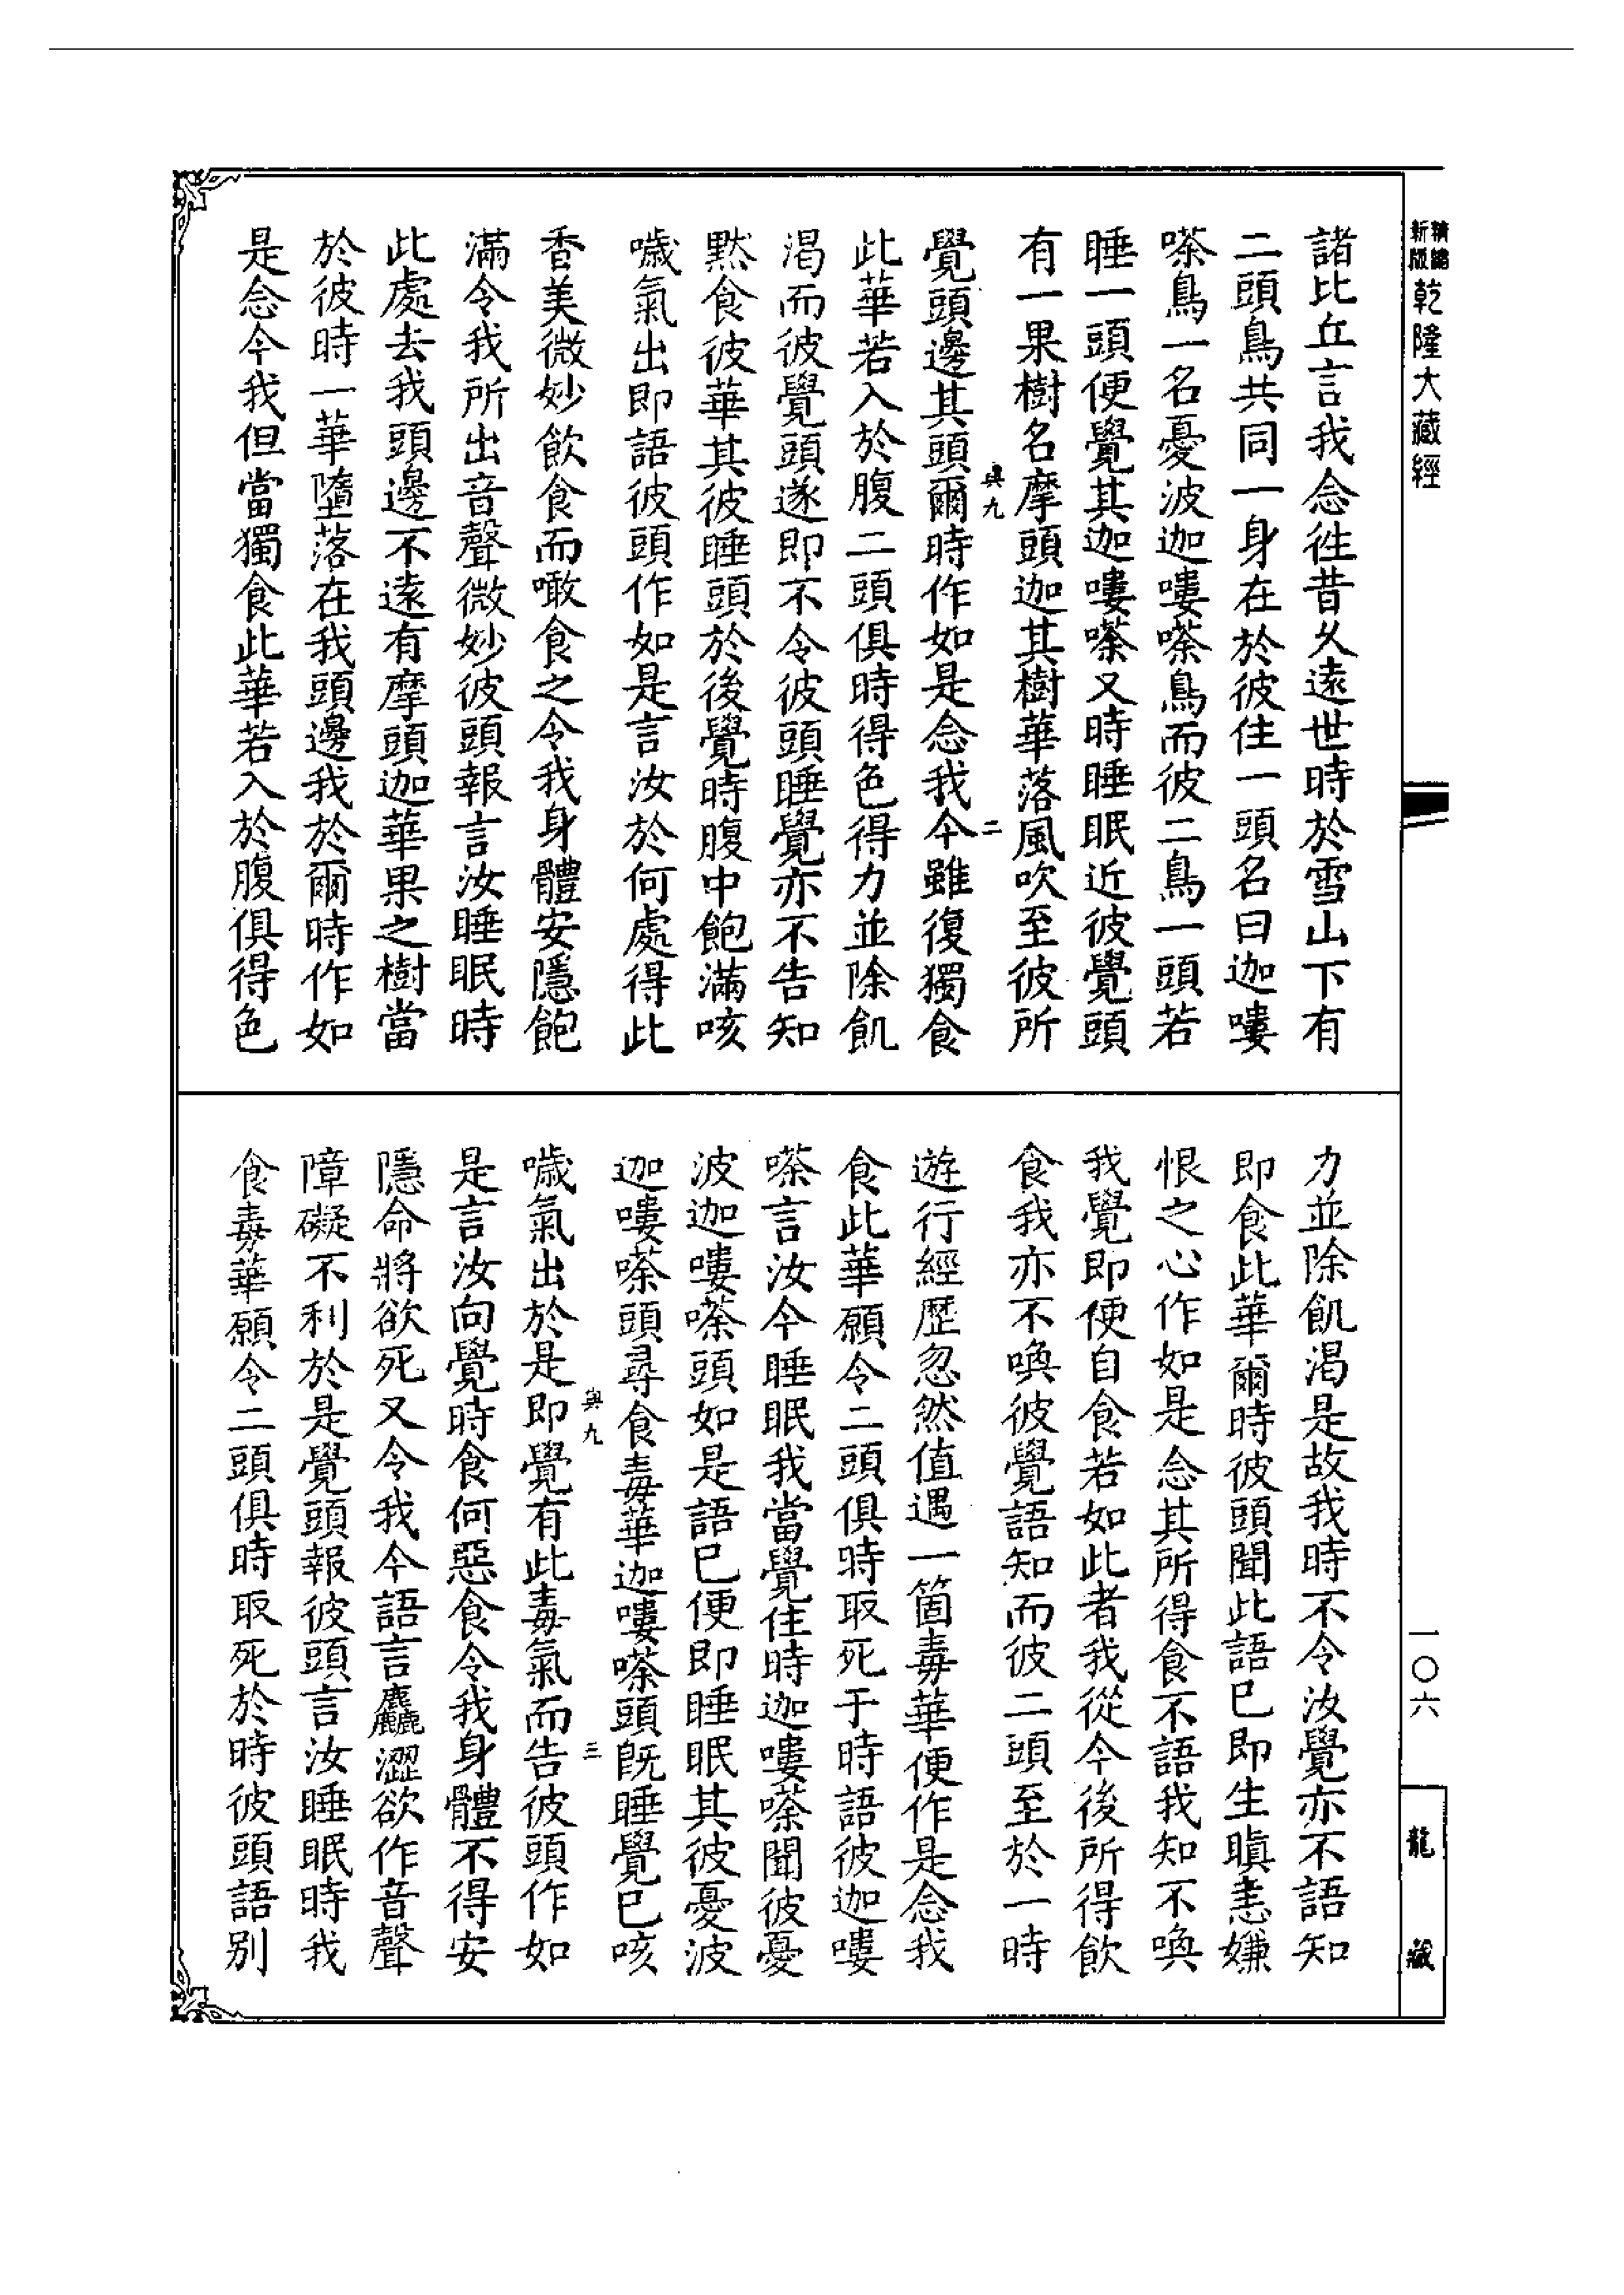 新版精編乾隆大藏經
諸比丘言我念往昔久遠世時於雪山下有
二頭鳥共同一身在於彼住一頭名曰迦嘍
嗏鳥一名憂波迦嘍嗏鳥而彼二鳥一頭若
睡一頭便覺其迦嘍嗏又時睡眠近彼覺頭
有一果樹名摩頭迦其樹華落風吹至彼所
與九 二
覺頭邊其頭爾時作如是念我今雖復獨食
此華若入於腹二頭俱時得色得力並除飢
渴而彼覺頭遂即不令彼頭睡覺亦不告知
默食彼華其彼睡頭於後覺時腹中飽滿咳
噦氣出即語彼頭作如是言汝於何處得此
香美微妙飲食而噉食之令我身體安隱飽
滿令我所出音聲微妙彼頭報言汝睡眠時
此處去我頭邊不遠有摩頭迦華果之樹當
於彼時一華墮落在我頭邊我於爾時作如
是念今我但當獨食此華若入於腹俱得色
力並除飢渴是故我時不令汝覺亦不語知
即食此華爾時彼頭聞此語已即生瞋恚嫌
恨之心作如是念其所得食不語我知不喚
我覺即便自食若如此者我從今後所得飲
食我亦不喚彼覺語知而彼二頭至於一時
遊行經歷忽然值遇一箇毒華便作是念我
食此華願令二頭俱時取死于時語彼迦嘍
嗏言汝今睡眠我當覺住時迦嘍嗏聞彼憂
波迦嘍嗏頭如是語已便即睡眠其彼憂波
迦嘍嗏頭尋食毒華迦嘍嗏頭既睡覺已咳
與九 三
噦氣出於是即覺有此毒氣而告彼頭作如
是言汝向覺時食何惡食令我身體不得安
隱命將欲死又令我今語言麤澀欲作音聲
障礙不利於是覺頭報彼頭言汝睡眠時我
食毒華願令二頭俱時取死於時彼頭語別
一〇六
龍藏